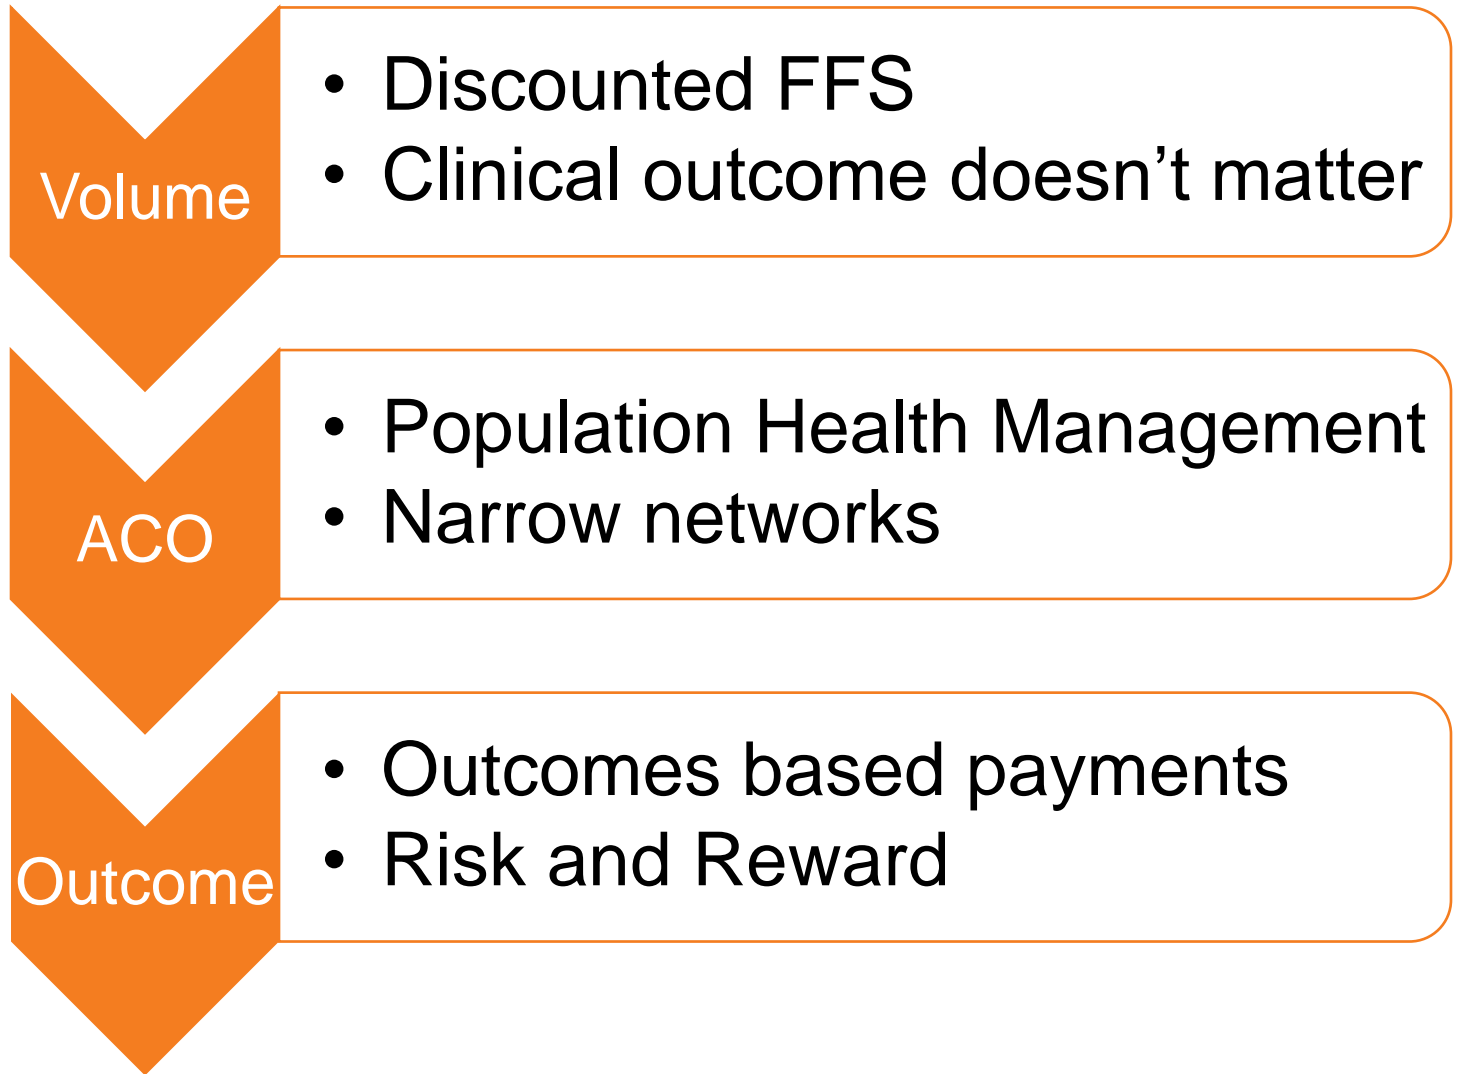 Volume
• Discounted FFS
• Clinical outcome doesn’t matter
ACO
• Population Health Management
• Narrow networks
Outcome
• Outcomes based payments
• Risk and Reward